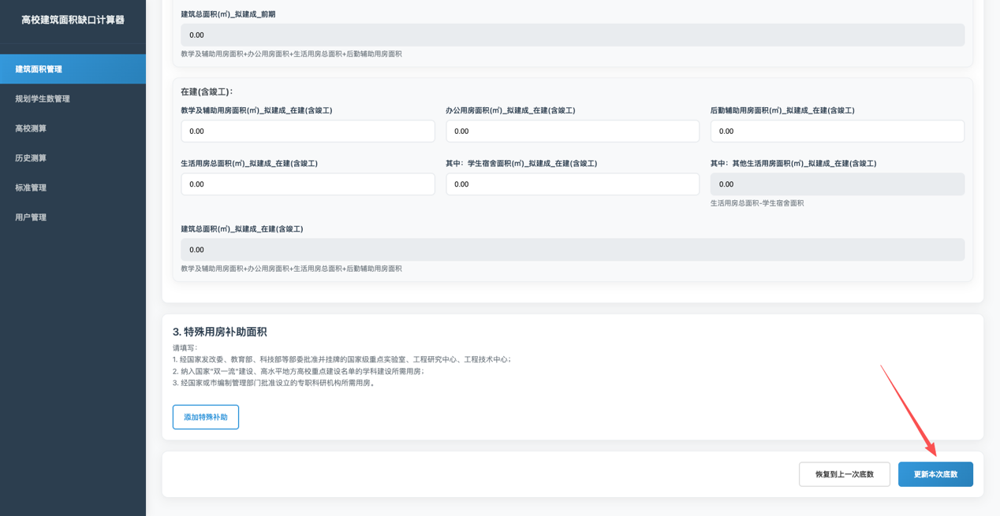 高校建筑面积缺口计算器
建筑面积管理
规划学生数管理
高校测算
历史测算
标准管理
用户管理
建筑总面积(㎡)_拟建成_前期
0.00
教学及辅助用房面积+办公用房面积+生活用房总面积+后勤辅助用房面积
在建(含竣工)：
教学及辅助用房面积(㎡)_拟建成_在建(含竣工)
办公用房面积(㎡)_拟建成_在建(含竣工)
后勤辅助用房面积(㎡)_拟建成_在建(含竣工)
0.00
0.00
0.00
生活用房总面积(㎡)_拟建成_在建(含竣工)
其中：学生宿舍面积(㎡)_拟建成_在建(含竣工)
其中：其他生活用房面积(㎡)_拟建成_在建(含竣工)
0.00
0.00
0.00
生活用房总面积-学生宿舍面积
建筑总面积(㎡)_拟建成_在建(含竣工)
0.00
教学及辅助用房面积+办公用房面积+生活用房总面积+后勤辅助用房面积
3. 特殊用房补助面积
请填写：
1. 经国家发改委、教育部、科技部等部委批准并挂牌的国家级重点实验室、工程研究中心、工程技术中心；
2. 纳入国家"双一流"建设、高水平地方高校重点建设名单的学科建设所需用房；
3. 经国家或市编制管理部门批准设立的专职科研机构所需用房。
添加特殊补助
恢复到上一次底数
更新本次底数